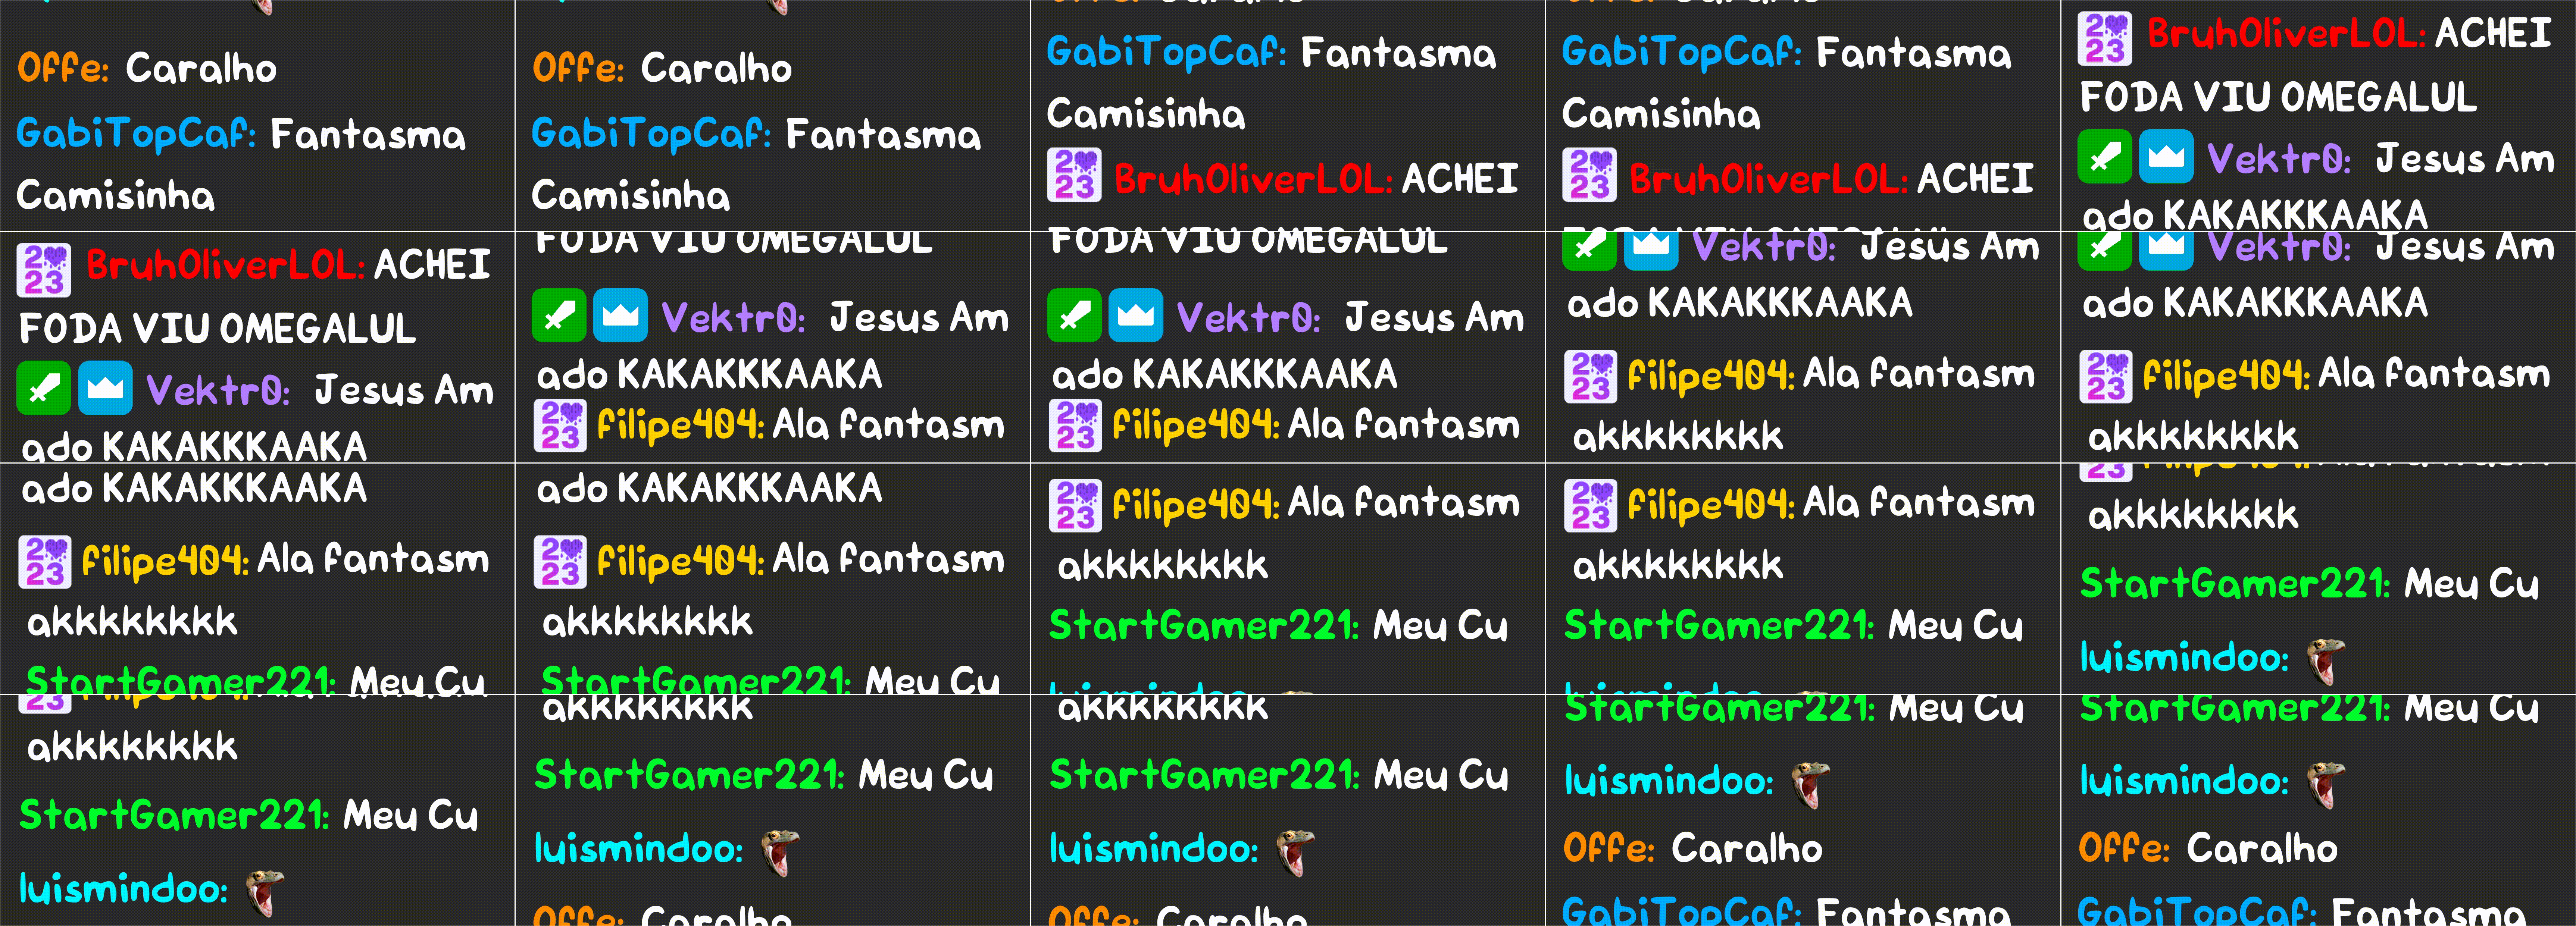 Offe: Caralho
GabiTopCaf: Fantasma
Camisinha
Offe: Caralho
GabiTopCaf: Fantasma
Camisinha
GabiTopCaf: Fantasma
Camisinha
BruhOliverLOL: ACHEI
GabiTopCaf: Fantasma
Camisinha
BruhOliverLOL: ACHEI
BruhOliverLOL: ACHEI
FODA VIU OMEGALUL
Vektr0: Jesus Am
ado KAKAKKKAAKA
BruhOliverLOL: ACHEI
FODA VIU OMEGALUL
Vektr0: Jesus Am
ado KAKAKKKAAKA
FODA VIU OMEGALUL
Vektr0: Jesus Am
ado KAKAKKKAAKA
filipe404: Ala fantasm
FODA VIU OMEGALUL
Vektr0: Jesus Am
ado KAKAKKKAAKA
filipe404: Ala fantasm
Vektr0: Jesus Am
ado KAKAKKKAAKA
filipe404: Ala fantasm
akkkkkkkk
Vektr0: Jesus Am
ado KAKAKKKAAKA
filipe404: Ala fantasm
akkkkkkkk
ado KAKAKKKAAKA
filipe404: Ala fantasm
akkkkkkkk
StartGamer221: Meu Cu
ado KAKAKKKAAKA
filipe404: Ala fantasm
akkkkkkkk
StartGamer221: Meu Cu
filipe404: Ala fantasm
akkkkkkkk
StartGamer221: Meu Cu
filipe404: Ala fantasm
akkkkkkkk
StartGamer221: Meu Cu
akkkkkkkk
StartGamer221: Meu Cu
luismindoo:
akkkkkkkk
StartGamer221: Meu Cu
luismindoo:
akkkkkkkk
StartGamer221: Meu Cu
luismindoo:
Offe: Caralho
akkkkkkkk
StartGamer221: Meu Cu
luismindoo:
Offe: Caralho
StartGamer221: Meu Cu
luismindoo:
Offe: Caralho
GabiTopCaf: Fantasma
StartGamer221: Meu Cu
luismindoo:
Offe: Caralho
GabiTopCaf: Fantasma